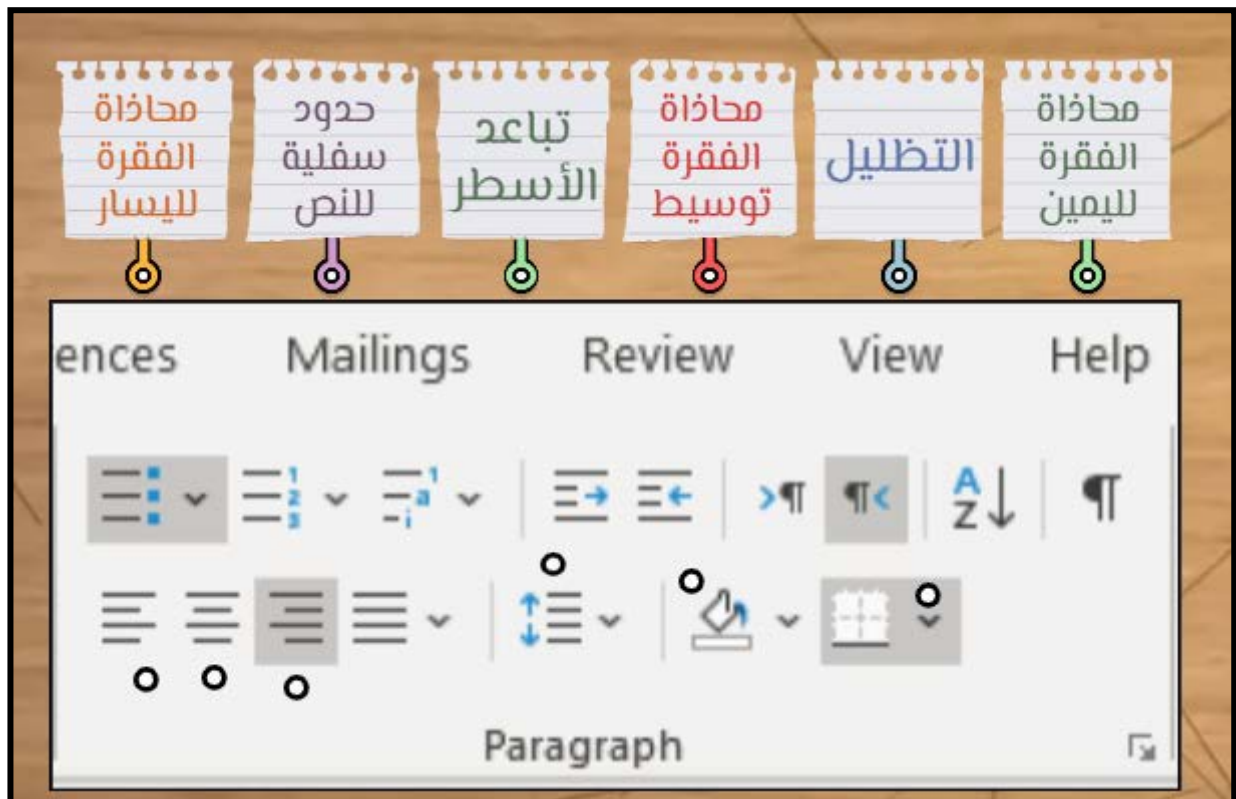 محاذاة
الفقرة
لليمين
التظليل
محاذاة
الفقرة
توسيط
تباعد
الأسطر
حدود
سفلية
للنص
محاذاة
الفقرة
لليسار
ences Mailings Review View Help
Paragraph